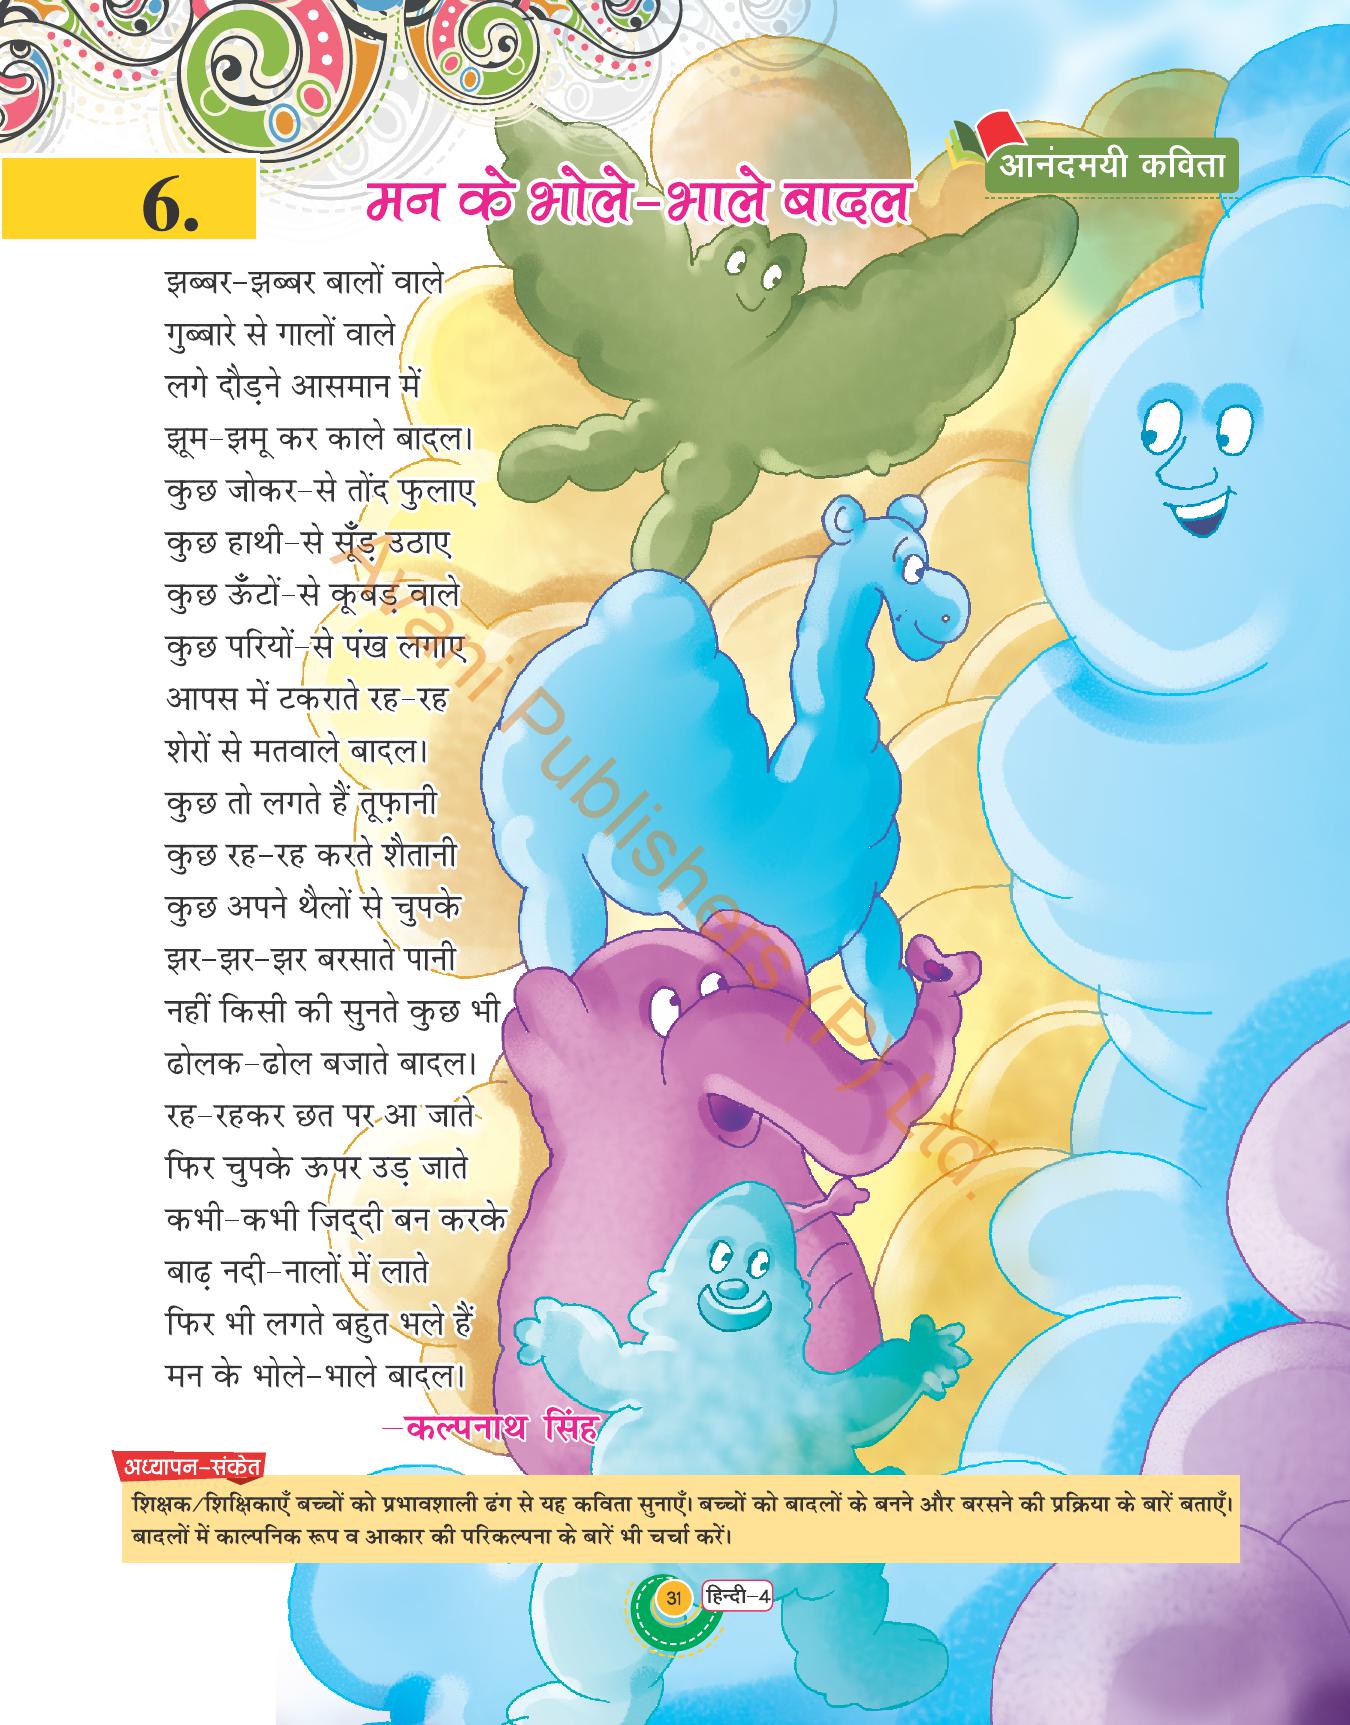 6.
मन के भोले-भाले बादल
आनंदमयी कविता
झब्बर-झब्बर बालों वाले
गुब्बारे से गालों वाले
लगे दौड़ने आसमान में
झूम-झमू कर काले बादल।
कुछ जोकर-से तोंद फुलाए
कुछ हाथी-से सूँड़ उठाए
कुछ ऊँटों-से कूबड़ वाले
कुछ परियों-से पंख लगाए
आपस में टकराते रह-रह
शेरों से मतवाले बादल।
कुछ तो लगते हैं तूफ़ानी
कुछ रह-रह करते शैतानी
कुछ अपने थैलों से चुपके
झर-झर-झर बरसाते पानी
नहीं किसी की सुनते कुछ भी
ढोलक-ढोल बजाते बादल।
रह-रहकर छत पर आ जाते
फिर चुपके ऊपर उड़ जाते
कभी-कभी ज़िद्दी बन करके
बाढ़ नदी-नालों में लाते
फिर भी लगते बहुत भले हैं
मन के भोले-भाले बादल।
–कल्पनाथ सिंह
अध्यापन-संकेत
शिक्षक/शिक्षिकाएँ बच्चों को प्रभावशाली ढंग से यह कविता सुनाएँ। बच्चों को बादलों के बनने और बरसने की प्रक्रिया के बारें बताएँ।
बादलों में काल्पनिक रूप व आकार की परिकल्पना के बारें भी चर्चा करें।
31
हिन्दी-4
Avani Publishers (P) Ltd.